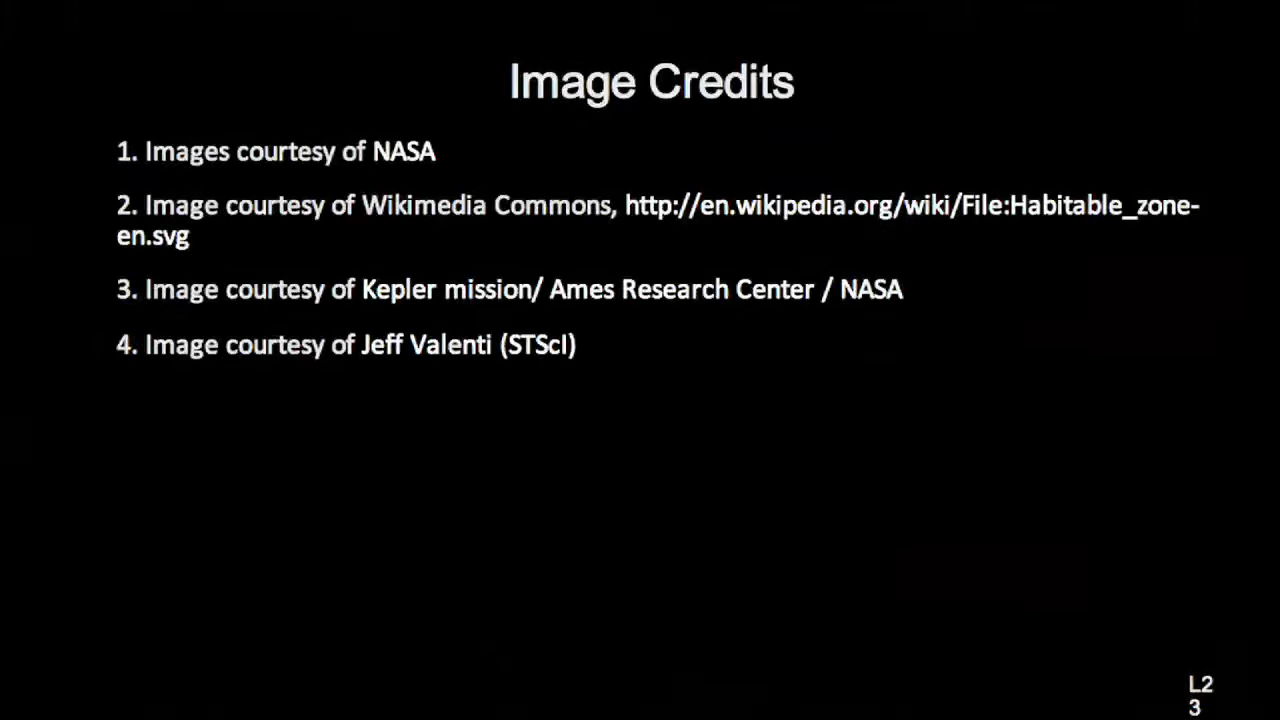 Image Credits
1. Images courtesy of NASA
2. Image courtesy of Wikimedia Commons, http://en.wikipedia.org/wiki/File:Habitable_zone-
en.svg
3. Image courtesy of Kepler mission/ Ames Research Center / NASA
4. Image courtesy of Jeff Valenti (STScI)
L2
3